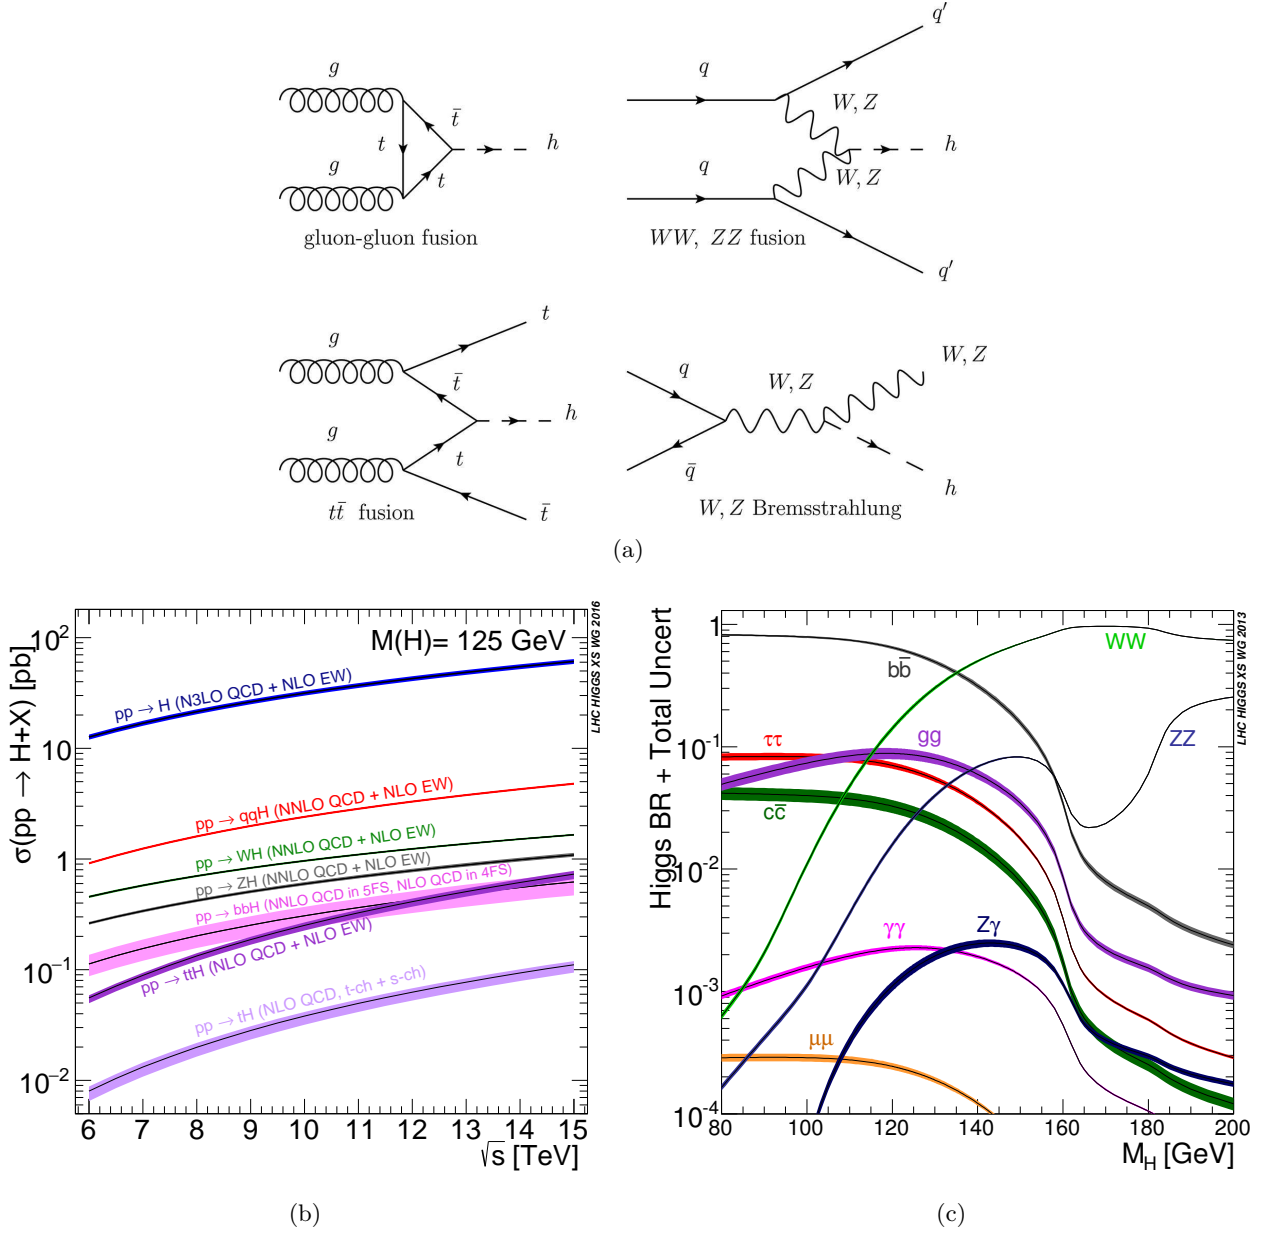 g
g
t̄
t
t
h
gluon-gluon fusion
q
q
q′
W, Z
h
W, Z
q′
WW, ZZ fusion
g
g
t
t̄
h
t
t̄
tt̄ fusion
q
q̄
W, Z
W, Z
h
W, Z Bremsstrahlung
(a)
σ(pp → H+X) [pb]
10²
10
1
10⁻¹
10⁻²
M(H)= 125 GeV
LHC HIGGS XS WG 2016
pp → H (N3LO QCD + NLO EW)
pp → qqH (NNLO QCD + NLO EW)
pp → WH (NNLO QCD + NLO EW)
pp → ZH (NNLO QCD + NLO EW)
pp → bbH (NNLO QCD in 5FS, NLO QCD in 4FS)
pp → ttH (NLO QCD + NLO EW)
pp → tH (NLO QCD, t-ch + s-ch)
6 7 8 9 10 11 12 13 14 15
√s [TeV]
(b)
Higgs BR + Total Uncert
1
10⁻¹
10⁻²
10⁻³
10⁻⁴
LHC HIGGS XS WG 2013
bb̄
WW
ττ
gg
ZZ
cc̄
γγ
Zγ
μμ
80 100 120 140 160 180 200
M_H [GeV]
(c)